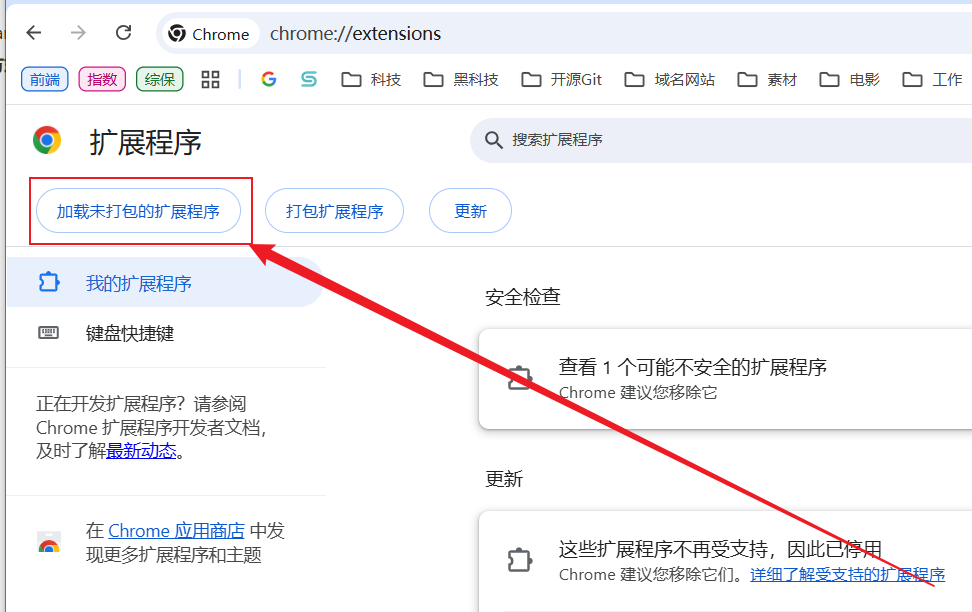 Chrome chrome://extensions
前端 指数 综保 科技 黑科技 开源Git 域名网站 素材 电影 工作
扩展程序
搜索扩展程序
加载未打包的扩展程序 打包扩展程序 更新
我的扩展程序
键盘快捷键
正在开发扩展程序？请参阅
Chrome 扩展程序开发者文档，
及时了解最新动态。
在 Chrome 应用商店 中发
现更多扩展程序和主题
安全检查
查看 1 个可能不安全的扩展程序
Chrome 建议您移除它
更新
这些扩展程序不再受支持，因此已停用
Chrome 建议您移除它们。详细了解受支持的扩展程序